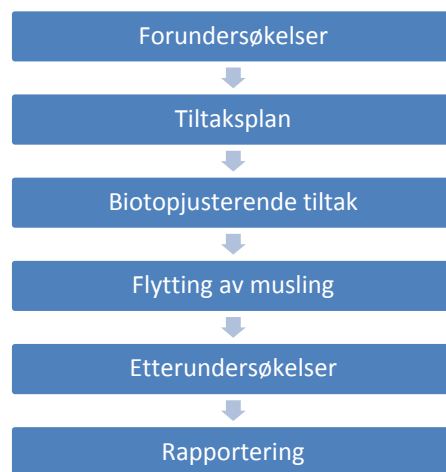 Forundersøkelser
Tiltaksplan
Biotopjusterende tiltak
Flytting av musling
Etterundersøkelser
Rapportering